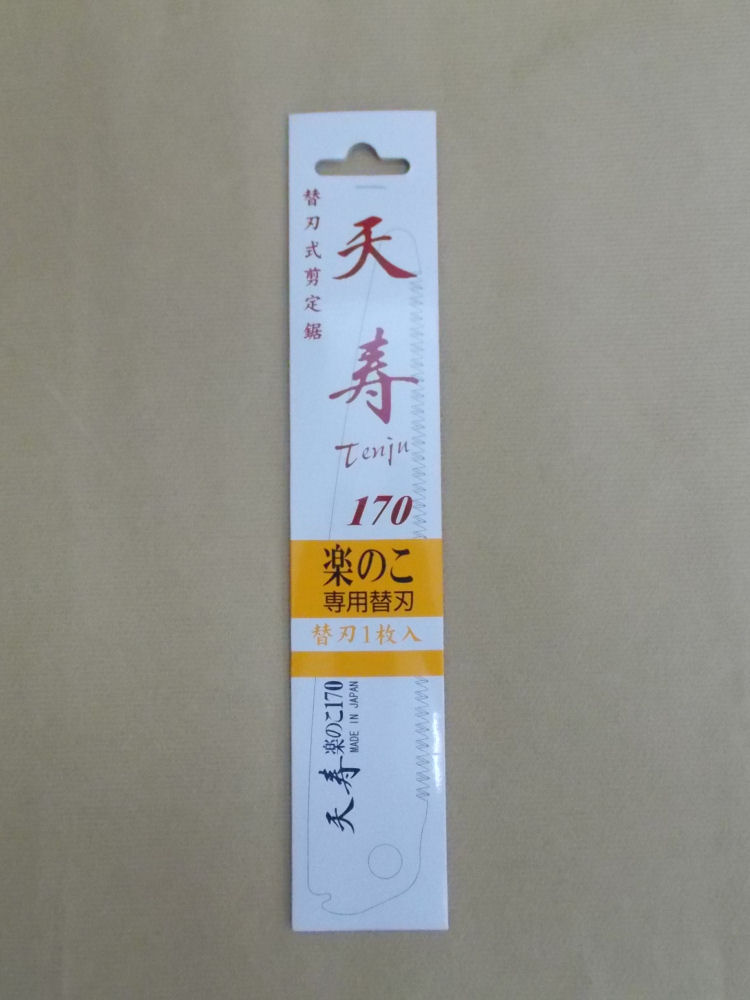 替刃式剪定鋸
天寿
Tenju
170
楽のこ
専用替刃
替刃1枚入
天寿 楽のこ170
MADE IN JAPAN